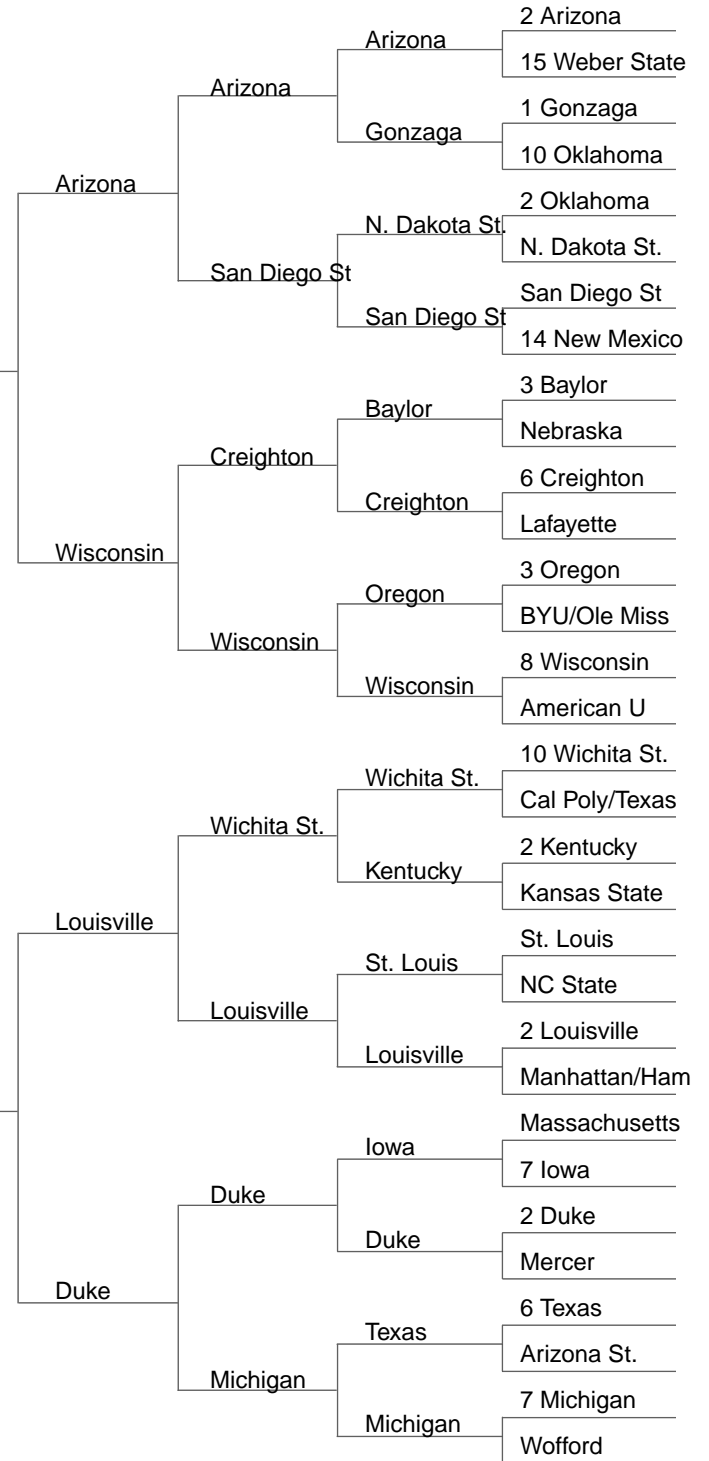 2 Arizona
Arizona
15 Weber State
Arizona
1 Gonzaga
Gonzaga
10 Oklahoma
Arizona
2 Oklahoma
N. Dakota St.
N. Dakota St.
San Diego St
San Diego St
San Diego St
14 New Mexico
3 Baylor
Baylor
Nebraska
Creighton
6 Creighton
Creighton
Lafayette
Wisconsin
3 Oregon
Oregon
BYU/Ole Miss
Wisconsin
8 Wisconsin
Wisconsin
American U
10 Wichita St.
Wichita St.
Cal Poly/Texas
Wichita St.
2 Kentucky
Kentucky
Kansas State
Louisville
St. Louis
St. Louis
NC State
Louisville
2 Louisville
Louisville
Manhattan/Ham
Massachusetts
Iowa
7 Iowa
Duke
2 Duke
Duke
Mercer
Duke
6 Texas
Texas
Arizona St.
Michigan
7 Michigan
Michigan
Wofford